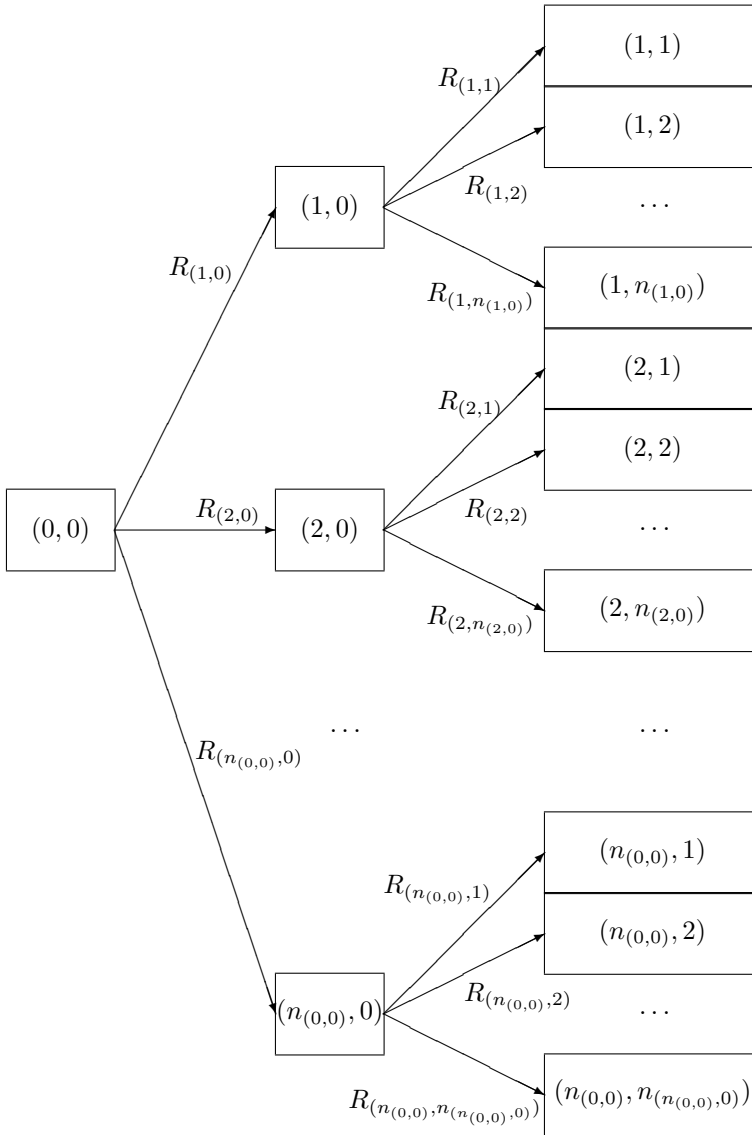 (1, 1)
R_{(1,1)}
(1, 2)
R_{(1,2)}
(1, 0)
. . .
R_{(1,0)}
R_{(1,n_{(1,0)})}
(1, n_{(1,0)})
(2, 1)
R_{(2,1)}
(2, 2)
(0, 0)
R_{(2,0)}
(2, 0)
R_{(2,2)}
. . .
R_{(2,n_{(2,0)})}
(2, n_{(2,0)})
R_{(n_{(0,0)},0)}
. . .
. . .
(n_{(0,0)}, 1)
R_{(n_{(0,0)},1)}
(n_{(0,0)}, 2)
R_{(n_{(0,0)},2)}
(n_{(0,0)}, 0)
. . .
R_{(n_{(0,0)},n_{(n_{(0,0)},0)})}
(n_{(0,0)}, n_{(n_{(0,0)},0)})